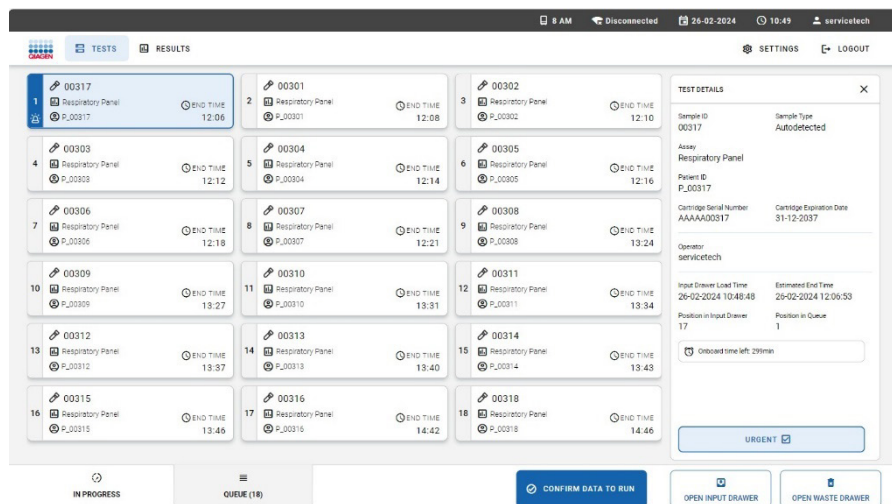 8 AM Disconnected 26-02-2024 10:49 servicetech
QIAGEN TESTS RESULTS SETTINGS LOGOUT
1 00317 Respiratory Panel P_00317 END TIME 12:06
2 00301 Respiratory Panel P_00301 END TIME 12:08
3 00302 Respiratory Panel P_00302 END TIME 12:10
4 00303 Respiratory Panel P_00303 END TIME 12:12
5 00304 Respiratory Panel P_00304 END TIME 12:14
6 00305 Respiratory Panel P_00305 END TIME 12:16
7 00306 Respiratory Panel P_00306 END TIME 12:18
8 00307 Respiratory Panel P_00307 END TIME 12:21
9 00308 Respiratory Panel P_00308 END TIME 13:24
10 00309 Respiratory Panel P_00309 END TIME 13:27
11 00310 Respiratory Panel P_00310 END TIME 13:31
12 00311 Respiratory Panel P_00311 END TIME 13:34
13 00312 Respiratory Panel P_00312 END TIME 13:37
14 00313 Respiratory Panel P_00313 END TIME 13:40
15 00314 Respiratory Panel P_00314 END TIME 13:43
16 00315 Respiratory Panel P_00315 END TIME 13:46
17 00316 Respiratory Panel P_00316 END TIME 14:42
18 00318 Respiratory Panel P_00318 END TIME 14:46
TEST DETAILS
Sample ID Sample Type
00317 Autodetected
Assay
Respiratory Panel
Patient ID
P_00317
Cartridge Serial Number Cartridge Expiration Date
AAAAA00317 31-12-2037
Operator
servicetech
Input Drawer Load Time Estimated End Time
26-02-2024 10:48:48 26-02-2024 12:06:53
Position in Input Drawer Position in Queue
17 1
Onboard time left: 299min
URGENT
IN PROGRESS QUEUE (18) CONFIRM DATA TO RUN OPEN INPUT DRAWER OPEN WASTE DRAWER